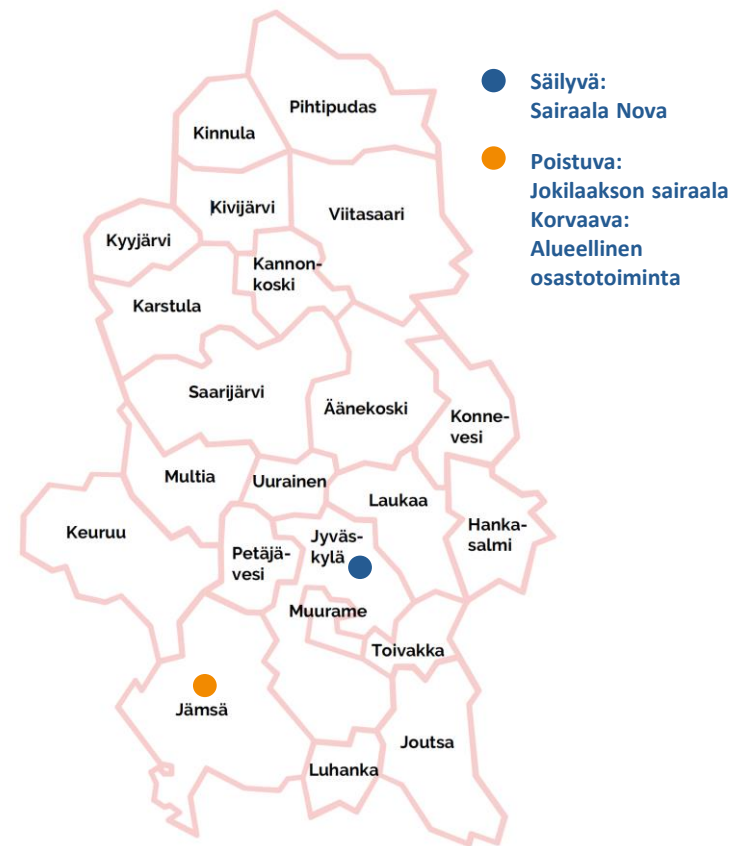 Pihtipudas
Kinnula
Kivijärvi
Viitasaari
Kyyjärvi
Kannon-
koski
Karstula
Saarijärvi
Äänekoski
Konne-
vesi
Multia
Uurainen
Laukaa
Keuruu
Petäjä-
vesi
Jyväs-
kylä
Hanka-
salmi
Muurame
Toivakka
Jämsä
Joutsa
Luhanka
Säilyvä:
Sairaala Nova
Poistuva:
Jokilaakson sairaala
Korvaava:
Alueellinen
osastotoiminta